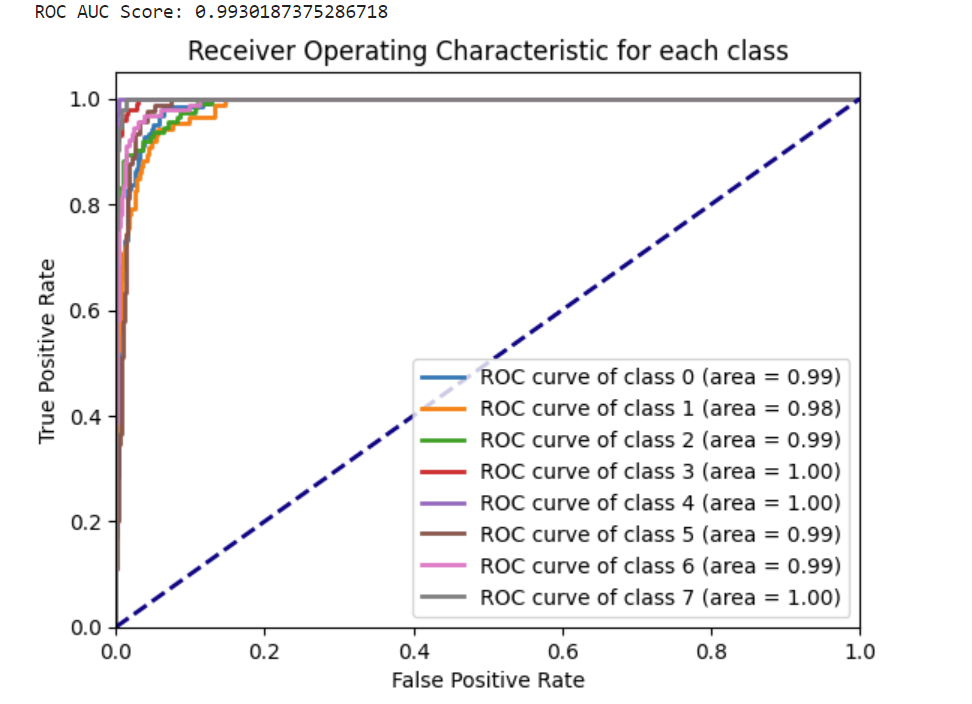 ROC AUC Score: 0.9930187375286718
Receiver Operating Characteristic for each class
1.0
0.8
0.6
0.4
0.2
0.0
True Positive Rate
ROC curve of class 0 (area = 0.99)
ROC curve of class 1 (area = 0.98)
ROC curve of class 2 (area = 0.99)
ROC curve of class 3 (area = 1.00)
ROC curve of class 4 (area = 1.00)
ROC curve of class 5 (area = 0.99)
ROC curve of class 6 (area = 0.99)
ROC curve of class 7 (area = 1.00)
0.0 0.2 0.4 0.6 0.8 1.0
False Positive Rate